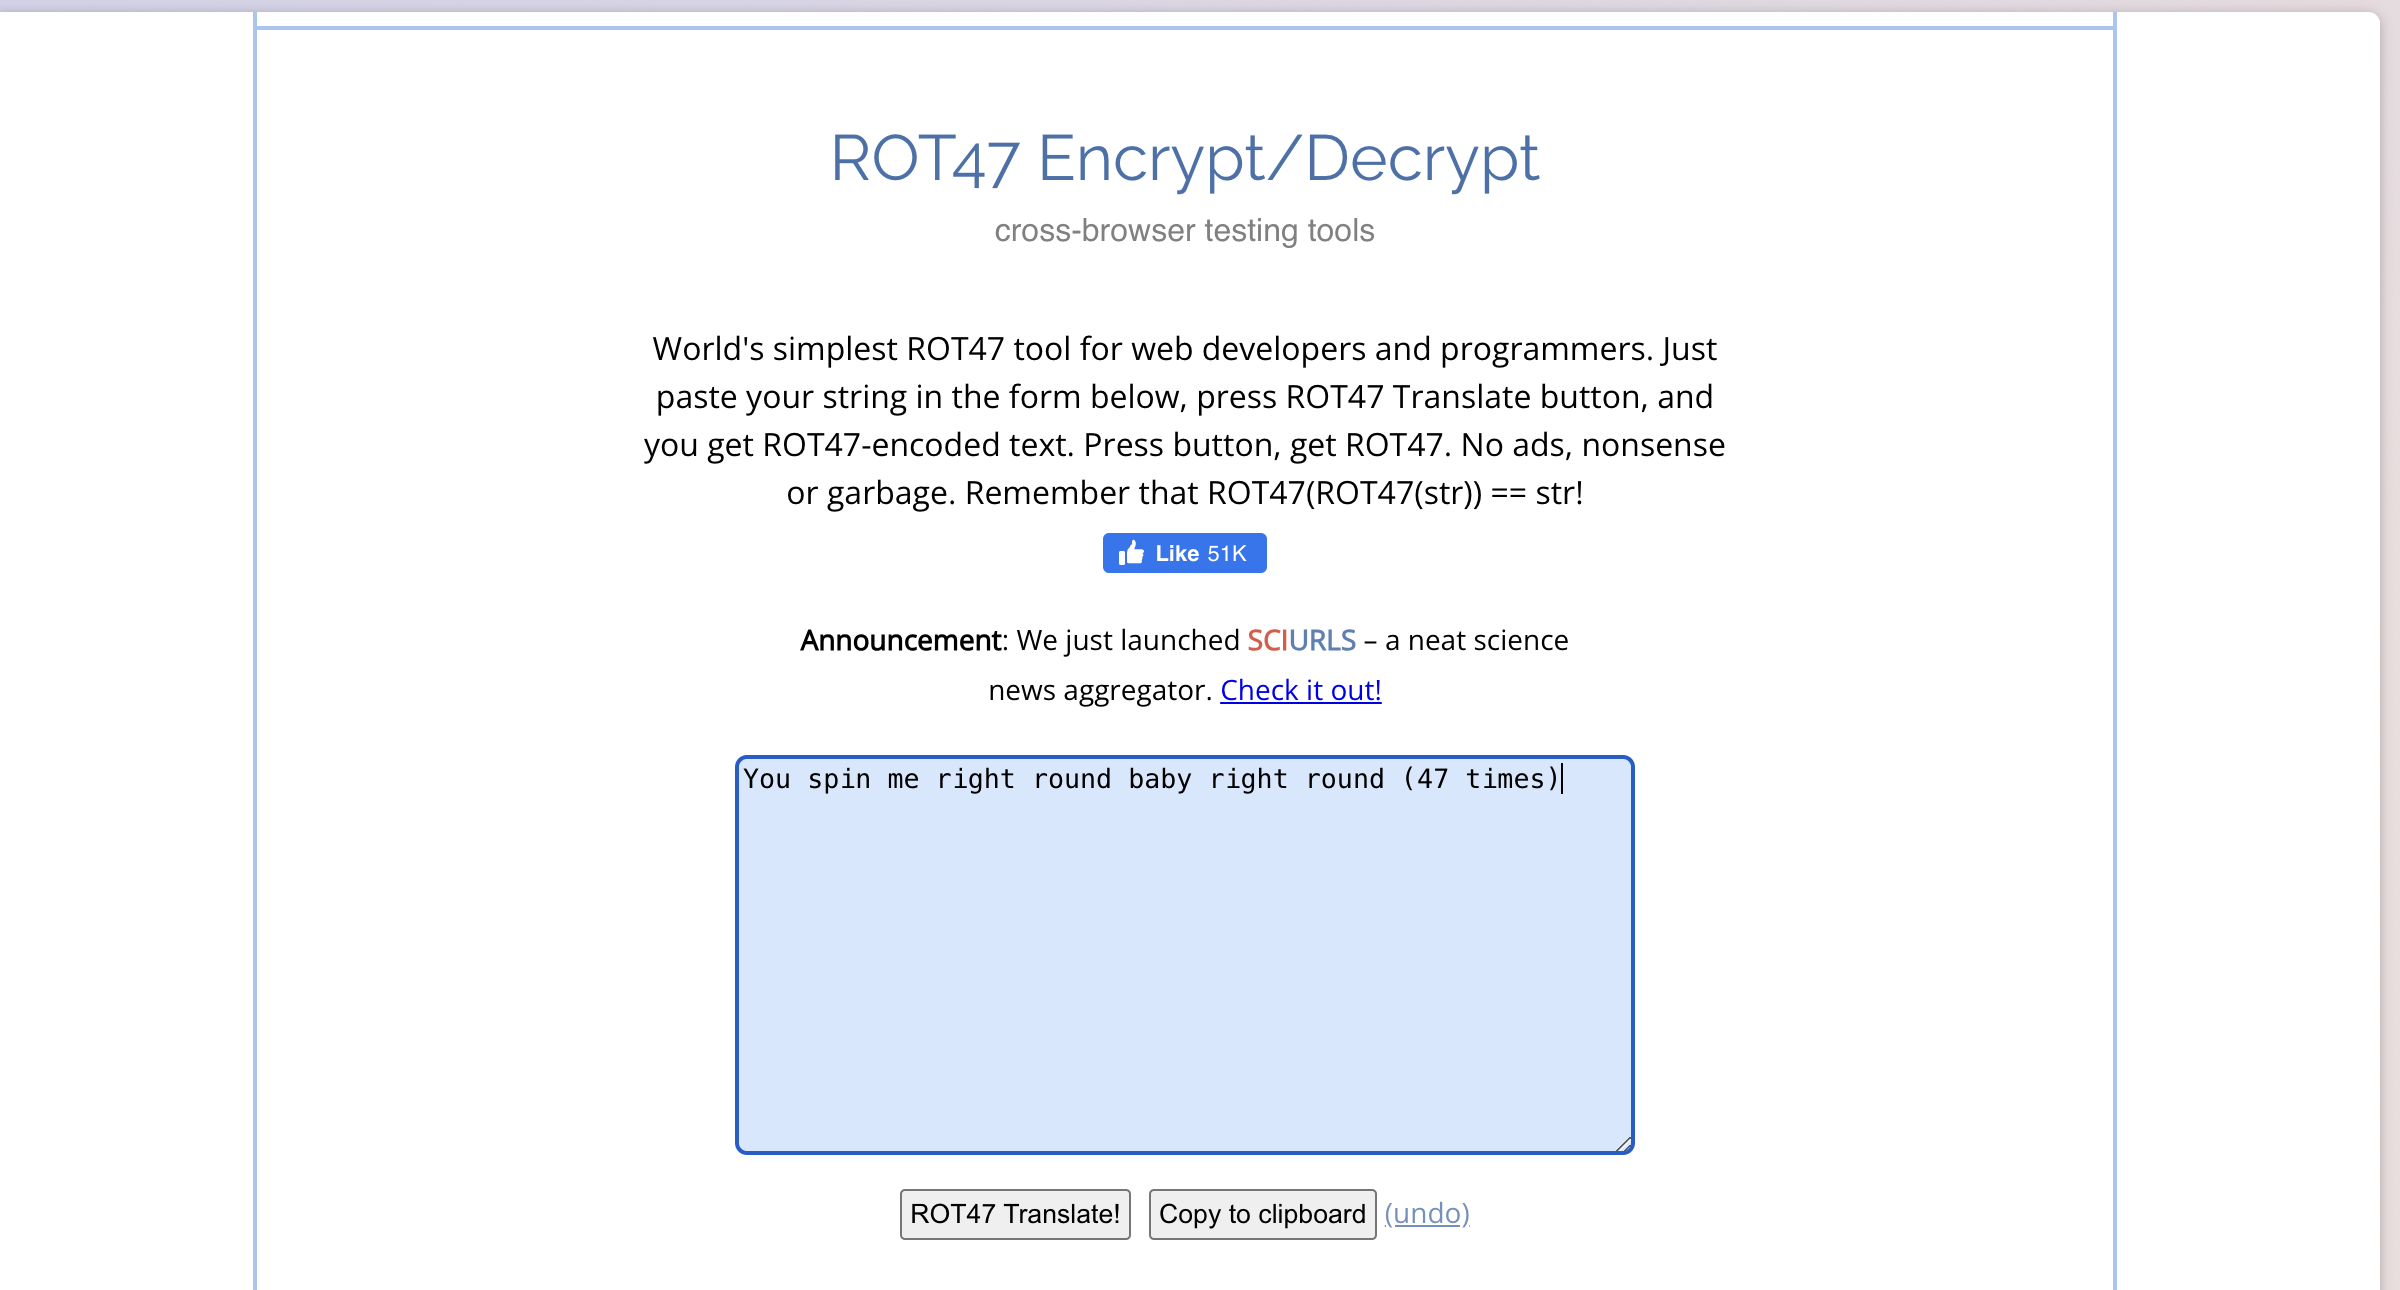 ROT47 Encrypt/Decrypt
cross-browser testing tools
World's simplest ROT47 tool for web developers and programmers. Just
paste your string in the form below, press ROT47 Translate button, and
you get ROT47-encoded text. Press button, get ROT47. No ads, nonsense
or garbage. Remember that ROT47(ROT47(str)) == str!
Like 51K
Announcement: We just launched SCIURLS – a neat science
news aggregator. Check it out!
You spin me right round baby right round (47 times)
ROT47 Translate! Copy to clipboard (undo)